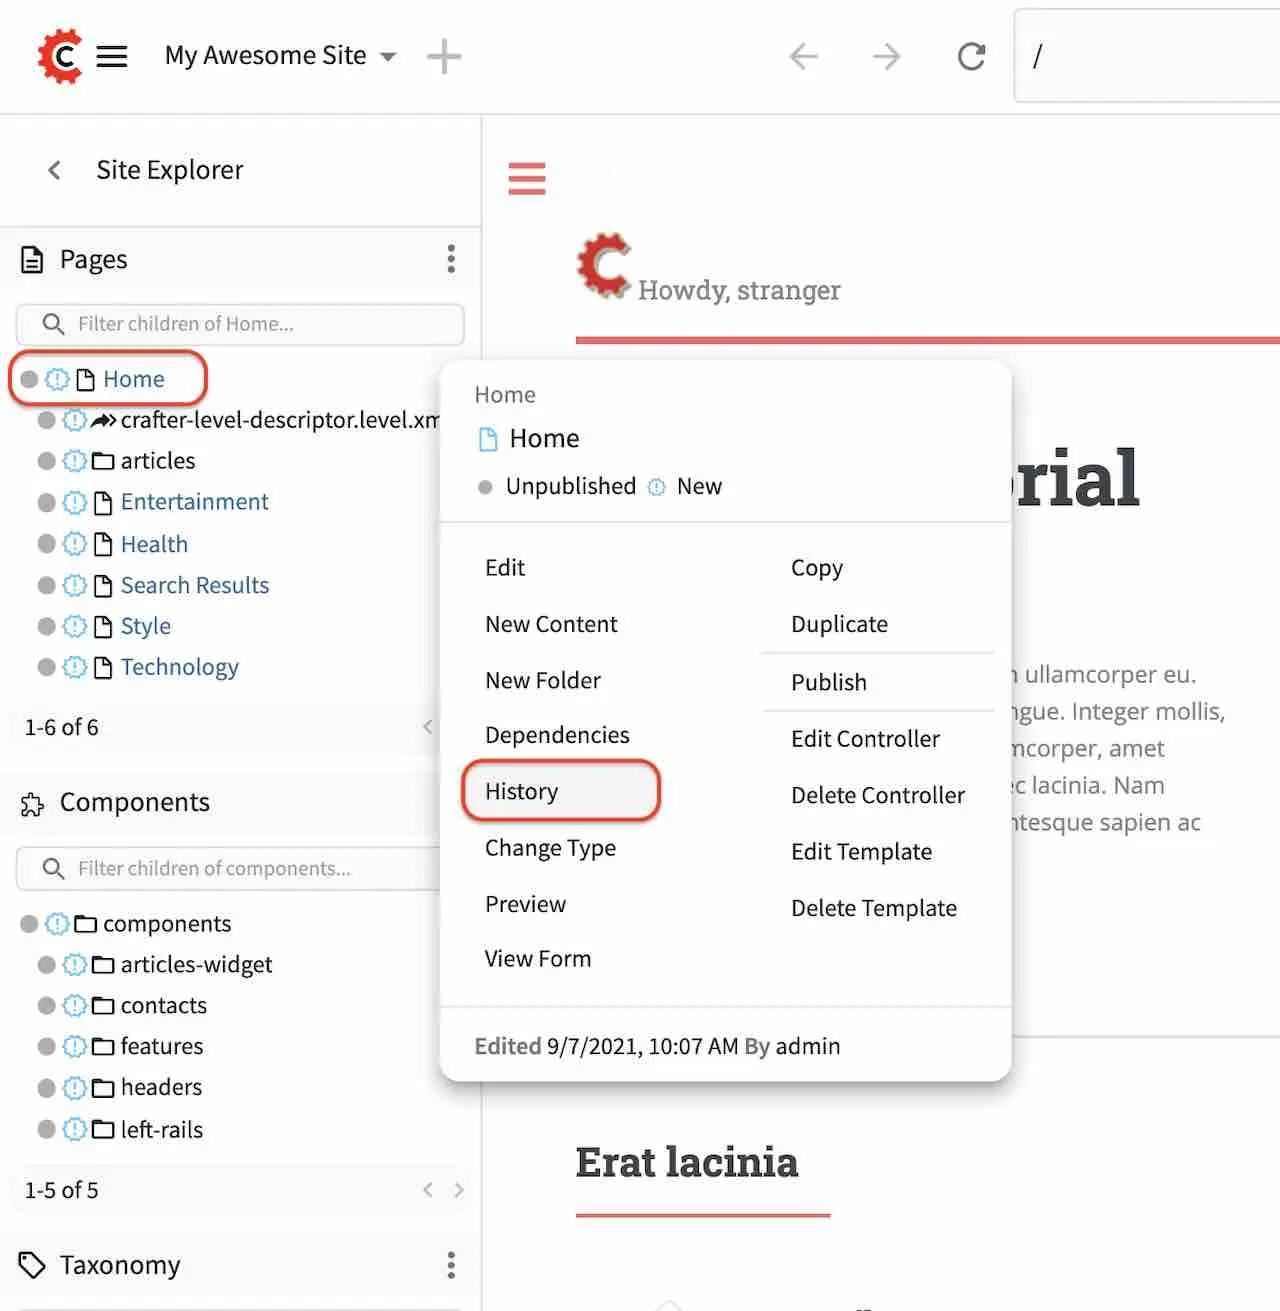 My Awesome Site
/
Site Explorer
Pages
Filter children of Home...
Home
crafter-level-descriptor.level.xm
articles
Entertainment
Health
Search Results
Style
Technology
1-6 of 6
Components
Filter children of components...
components
articles-widget
contacts
features
headers
left-rails
1-5 of 5
Taxonomy
Howdy, stranger
Home
Home
Unpublished New
Edit
New Content
New Folder
Dependencies
History
Change Type
Preview
View Form
Copy
Duplicate
Publish
Edit Controller
Delete Controller
Edit Template
Delete Template
Edited 9/7/2021, 10:07 AM By admin
rial
ullamcorper eu.
ngue. Integer mollis,
mcorper, amet
c lacinia. Nam
ntesque sapien ac
Erat lacinia